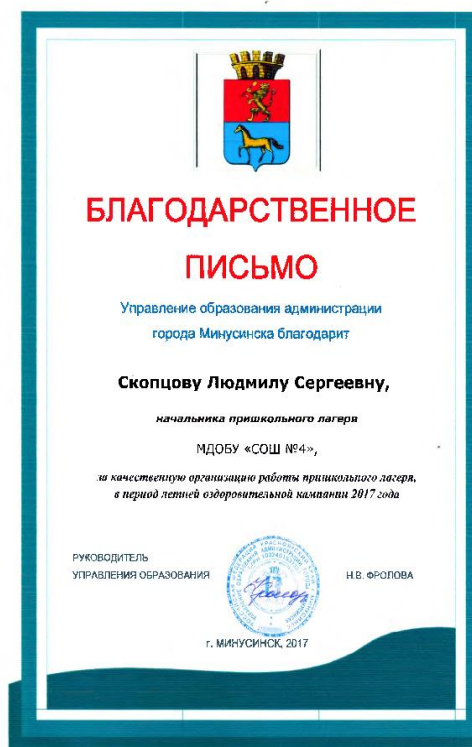 БЛАГОДАРСТВЕННОЕ
ПИСЬМО
Управление образования администрации
города Минусинска благодарит
Скопцову Людмилу Сергеевну,
начальника пришкольного лагеря
МДОБУ «СОШ №4»,
за качественную организацию работы пришкольного лагеря,
в период летней оздоровительной кампании 2017 года
РУКОВОДИТЕЛЬ
УПРАВЛЕНИЯ ОБРАЗОВАНИЯ
Н.В. ФРОЛОВА
г. МИНУСИНСК, 2017